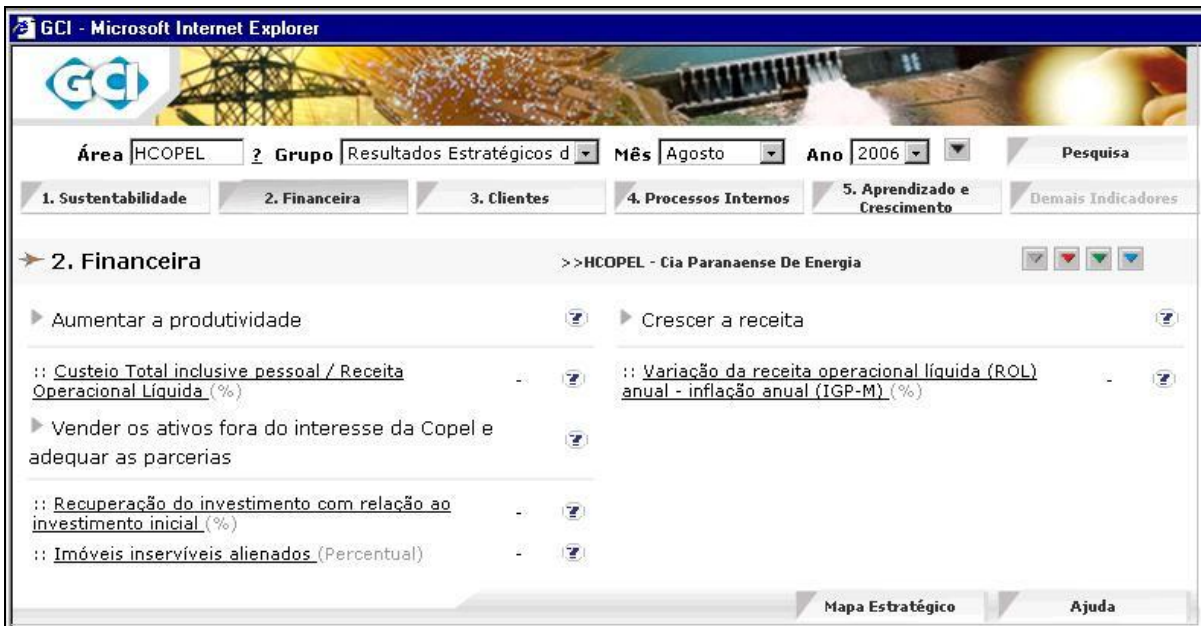 GCI - Microsoft Internet Explorer
GCI
Área HCOPEL ? Grupo Resultados Estratégicos d Mês Agosto Ano 2006 Pesquisa
1. Sustentabilidade 2. Financeira 3. Clientes 4. Processos Internos 5. Aprendizado e Crescimento Demais Indicadores
2. Financeira >>HCOPEL - Cia Paranaense De Energia
Aumentar a produtividade ?
:: Custeio Total inclusive pessoal / Receita
Operacional Líquida (%) - ?
Vender os ativos fora do interesse da Copel e
adequar as parcerias ?
:: Recuperação do investimento com relação ao
investimento inicial (%) - ?
:: Imóveis inservíveis alienados (Percentual) - ?
Crescer a receita ?
:: Variação da receita operacional líquida (ROL)
anual - inflação anual (IGP-M) (%) - ?
Mapa Estratégico Ajuda